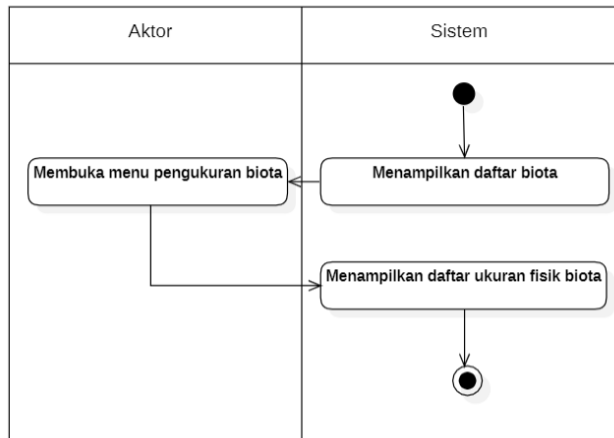 Aktor
Sistem
Membuka menu pengukuran biota
Menampilkan daftar biota
Menampilkan daftar ukuran fisik biota